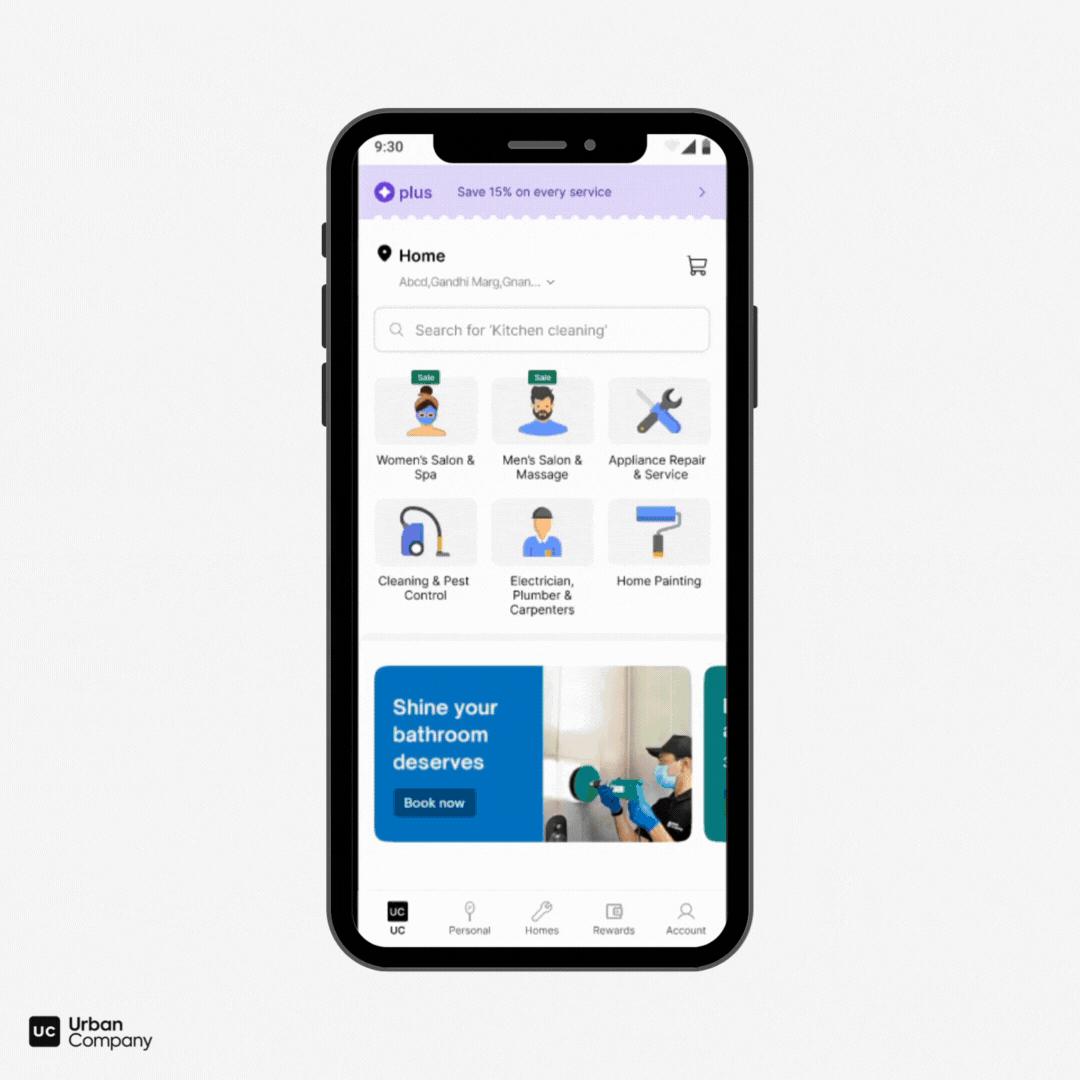 9:30
plus Save 15% on every service
Home
Abcd,Gandhi Marg,Gnan...
Search for 'Kitchen cleaning'
Sale
Sale
Women's Salon &
Spa
Men's Salon &
Massage
Appliance Repair
& Service
Cleaning & Pest
Control
Electrician,
Plumber &
Carpenters
Home Painting
Shine your
bathroom
deserves
Book now
UC
UC
Personal
Homes
Rewards
Account
UC
Urban
Company